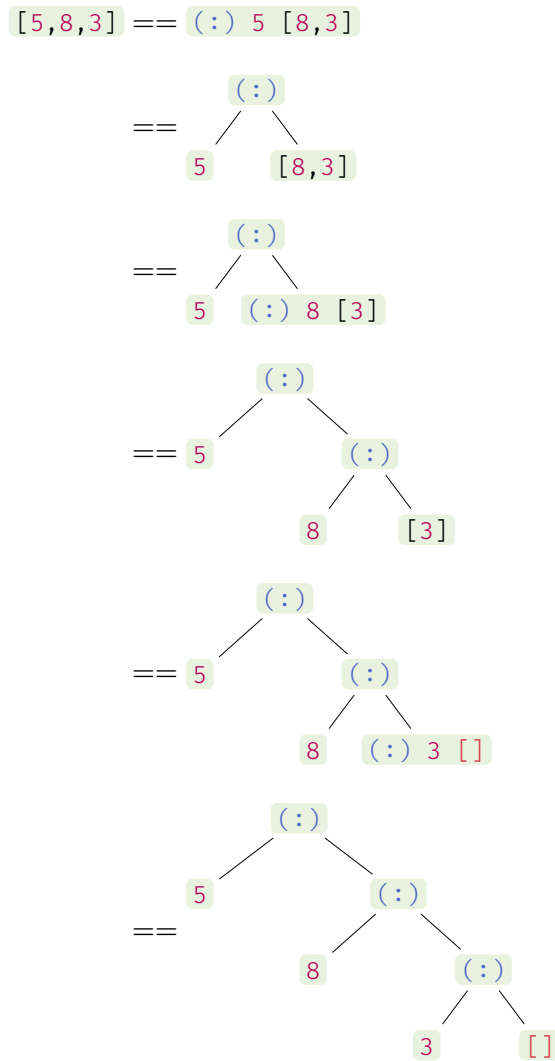 [5,8,3] == (:) 5 [8,3]
(:)
==
5 [8,3]
(:)
==
5 (:) 8 [3]
(:)
== 5 (:)
8 [3]
(:)
== 5 (:)
8 (:) 3 []
(:)
5 (:)
==
8 (:)
3 []